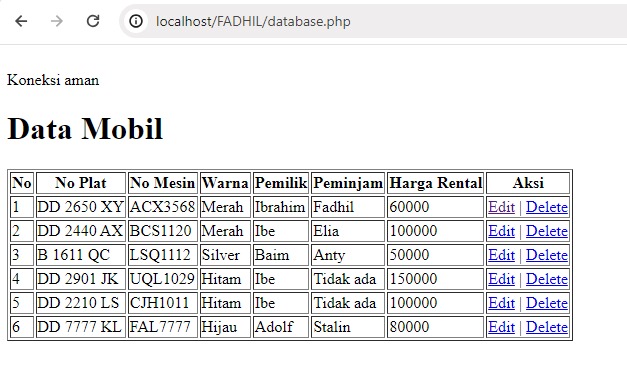 localhost/FADHIL/database.php
Koneksi aman
Data Mobil
No No Plat No Mesin Warna Pemilik Peminjam Harga Rental Aksi
1 DD 2650 XY ACX3568 Merah Ibrahim Fadhil 60000 Edit | Delete
2 DD 2440 AX BCS1120 Merah Ibe Elia 100000 Edit | Delete
3 B 1611 QC LSQ1112 Silver Baim Anty 50000 Edit | Delete
4 DD 2901 JK UQL1029 Hitam Ibe Tidak ada 150000 Edit | Delete
5 DD 2210 LS CJH1011 Hitam Ibe Tidak ada 100000 Edit | Delete
6 DD 7777 KL FAL7777 Hijau Adolf Stalin 80000 Edit | Delete